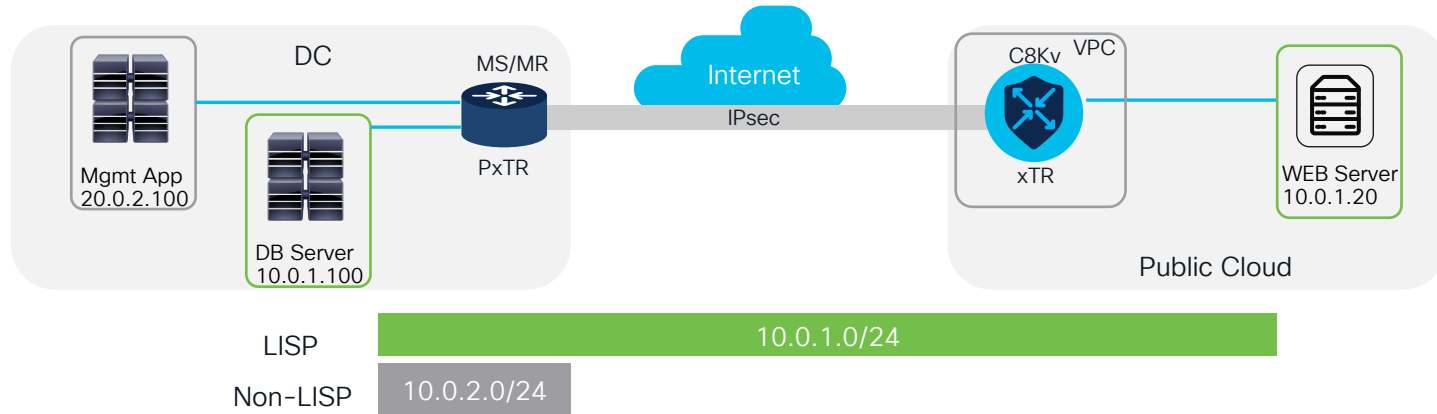 DC
MS/MR
Internet
C8Kv
VPC
IPsec
Mgmt App
20.0.2.100
PxTR
xTR
WEB Server
10.0.1.20
DB Server
10.0.1.100
Public Cloud
LISP
10.0.1.0/24
Non-LISP
10.0.2.0/24